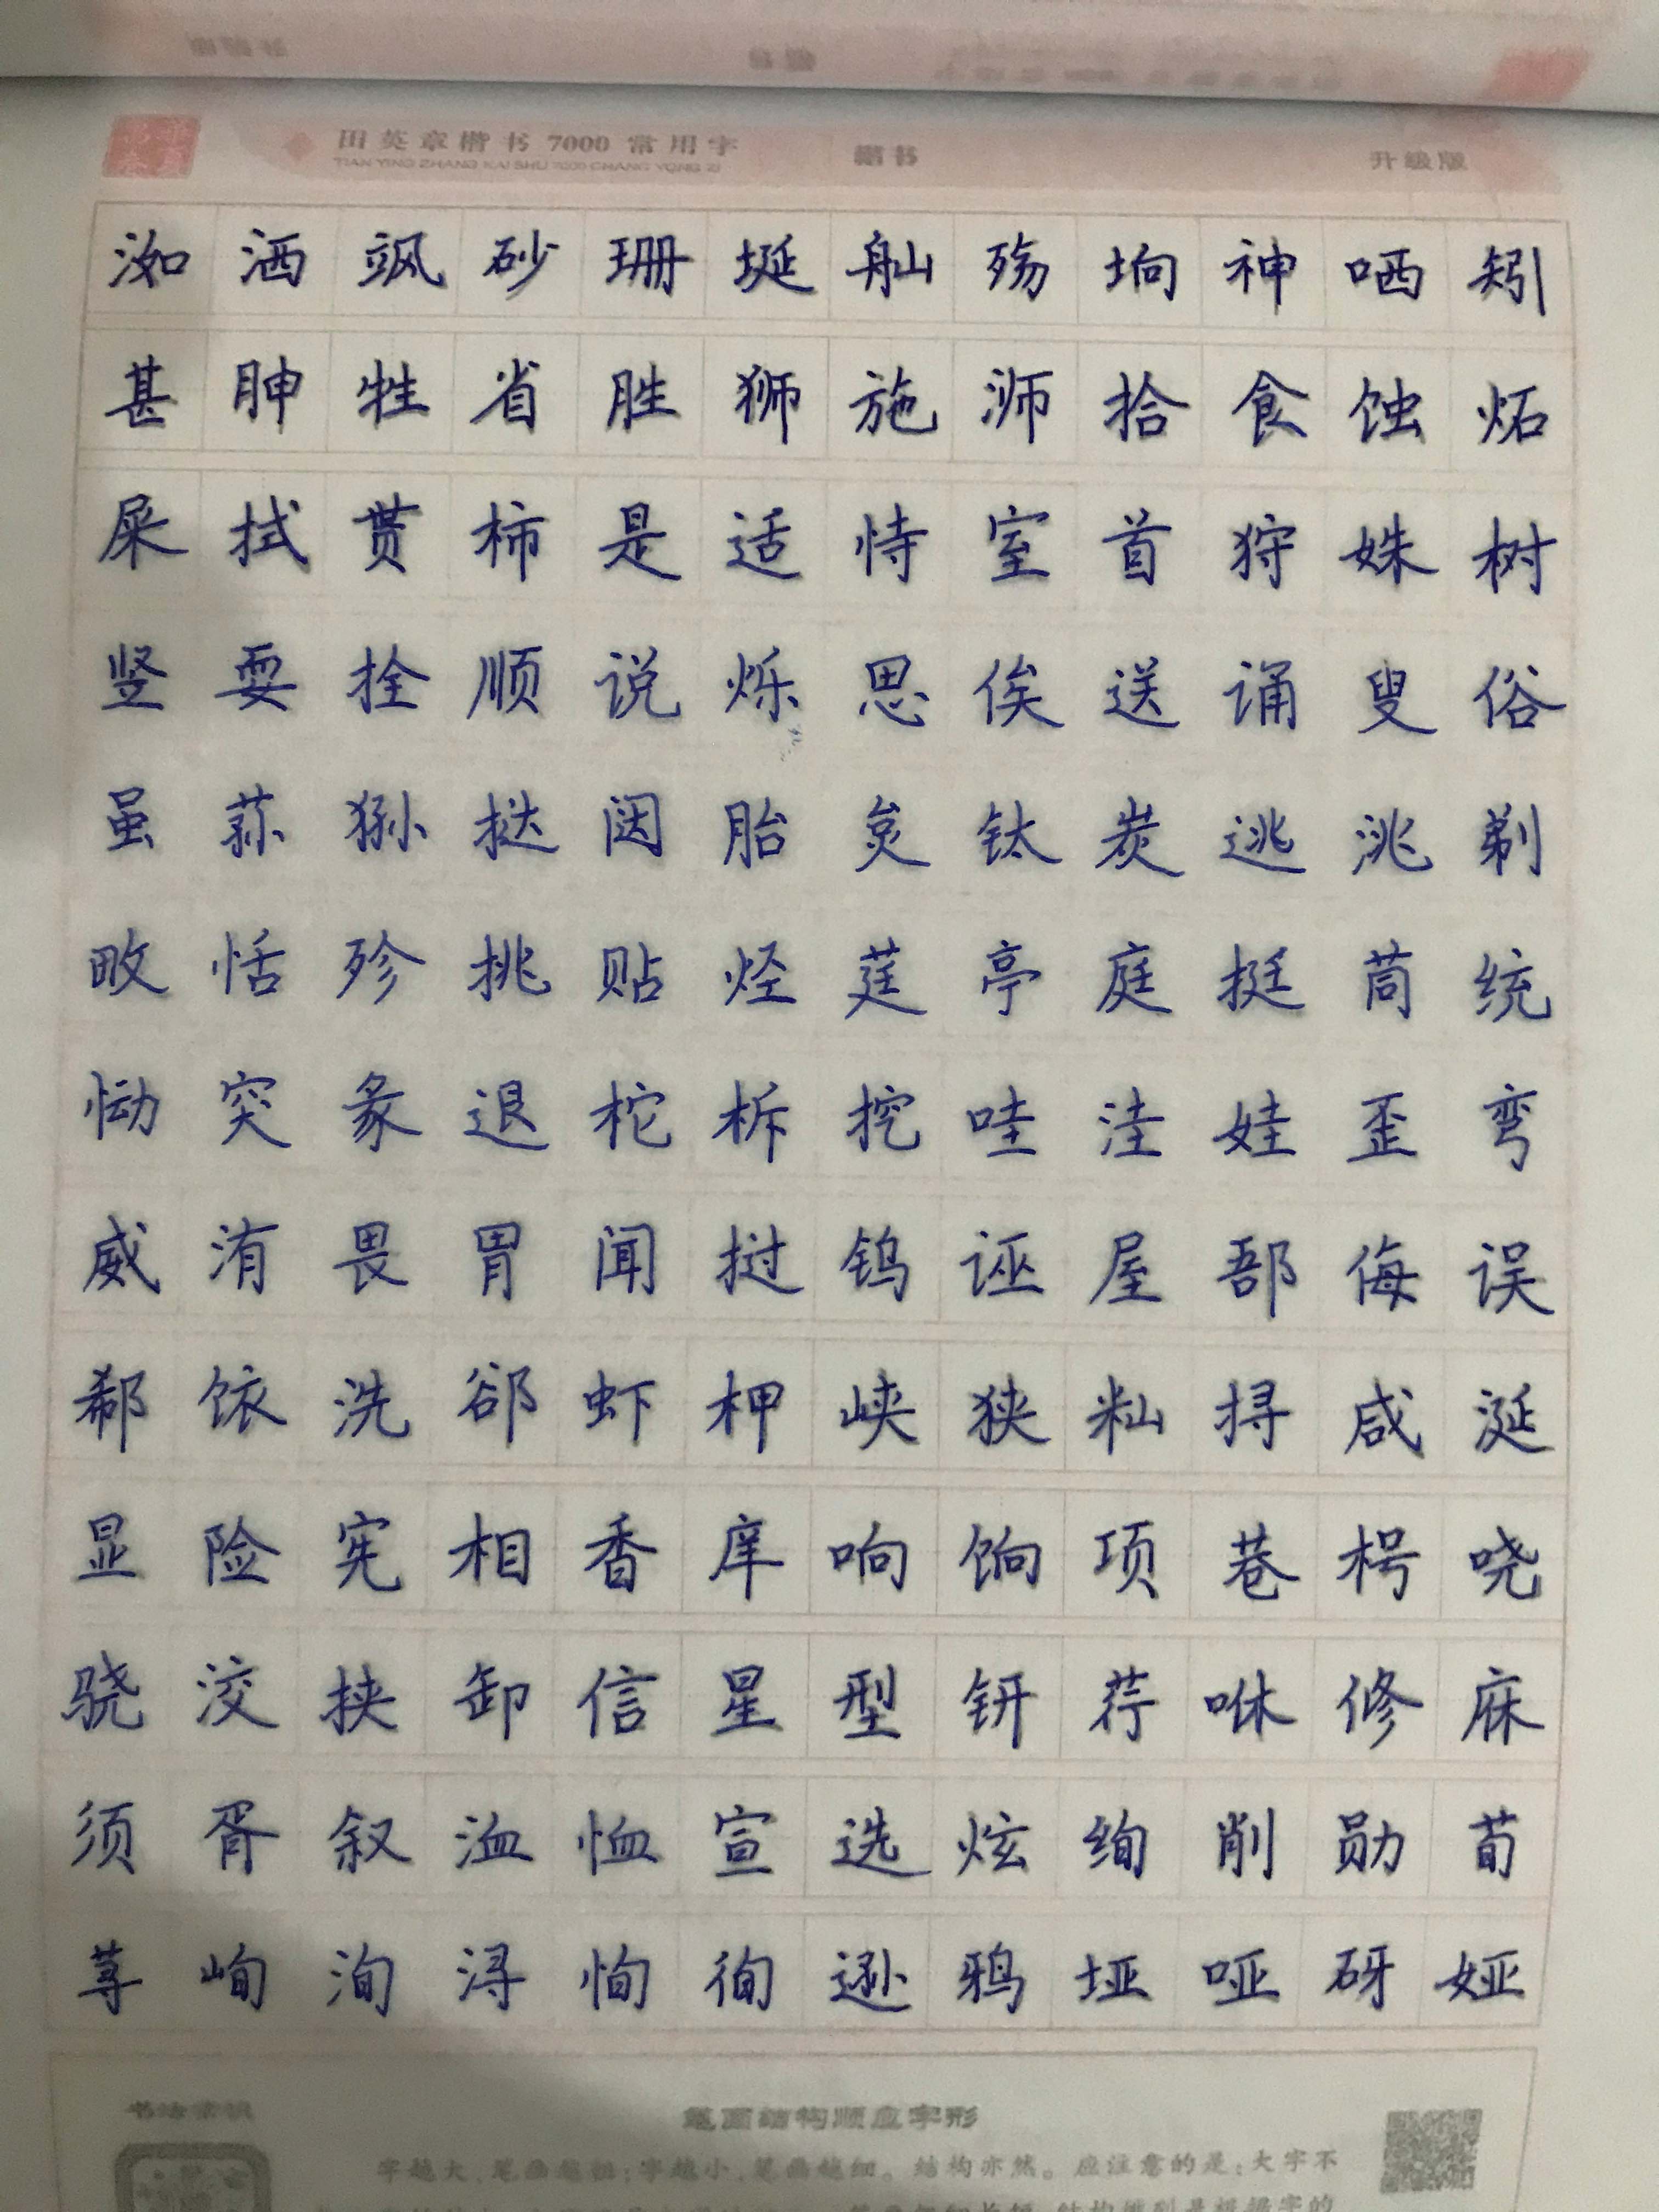 田英章楷书 7000 常用字 楷书 升级版
TIAN YING ZHANG KAI SHU 7000 CHANG YONG ZI
洳 洒 飒 砂 珊 埏 舢 殇 垧 神 哂 矧
甚 胂 牲 省 胜 狮 施 浉 拾 食 蚀 炻
屎 拭 贳 柿 是 适 恃 室 首 狩 姝 树
竖 耍 拴 顺 说 烁 思 俟 送 诵 叟 俗
虽 荪 狲 挞 闼 胎 炱 钛 炭 逃 洮 剃
畋 恬 殄 挑 贴 烃 莛 亭 庭 挺 茼 统
恸 突 彖 退 柁 柝 挖 哇 洼 娃 歪 弯
威 洧 畏 胃 闻 挝 钨 诬 屋 郚 侮 误
郗 饻 洗 郤 虾 柙 峡 狭 籼 挦 咸 涎
显 险 宪 相 香 庠 响 饷 项 巷 枵 哓
骁 洨 挟 卸 信 星 型 钘 荇 咻 修 庥
须 胥 叙 洫 恤 宣 选 炫 绚 削 勋 荀
荨 峋 洵 浔 恂 徇 逊 鸦 垭 哑 砑 娅
书法常识 笔画结构顺应字形
字越大,笔画越粗;字越小,笔画越细。结构亦然。应注意的是:大字不